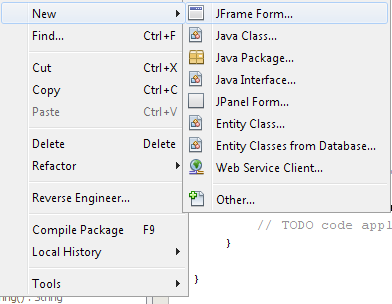 New
Find... Ctrl+F
Cut Ctrl+X
Copy Ctrl+C
Paste Ctrl+V
Delete Delete
Refactor
Reverse Engineer...
Compile Package F9
Local History
Tools
JFrame Form...
Java Class...
Java Package...
Java Interface...
JPanel Form...
Entity Class...
Entity Classes from Database...
Web Service Client...
Other...
// TODO code appl
}
}
: String